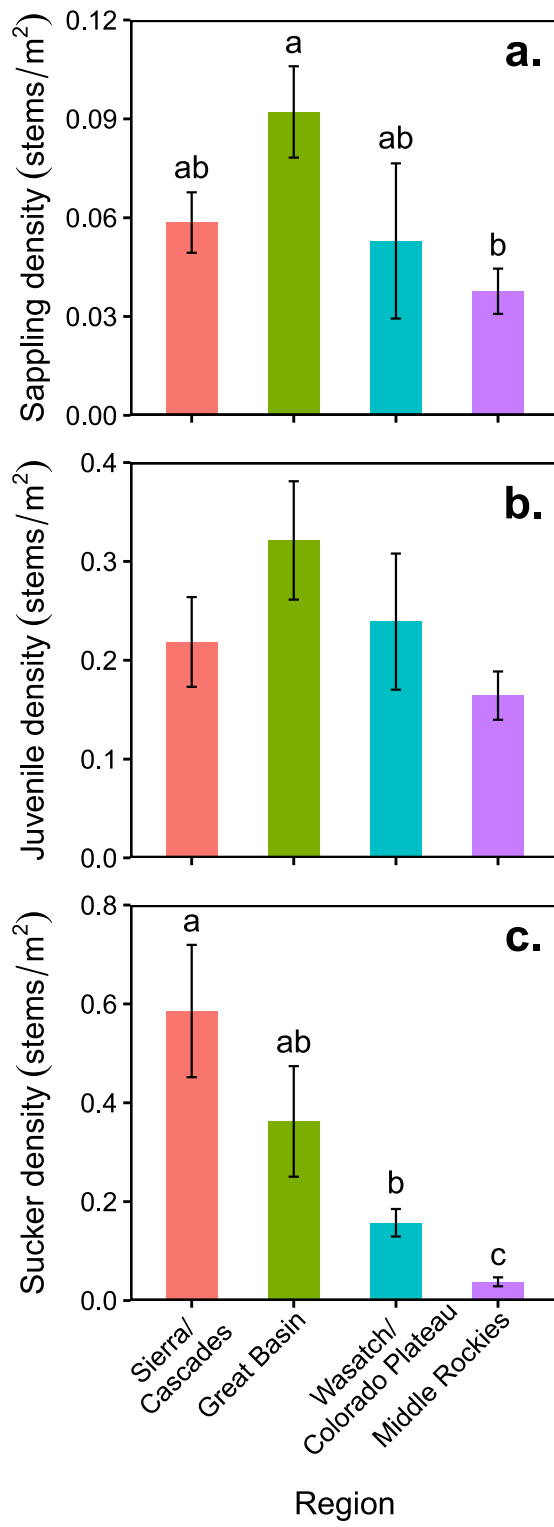 Sappling density (stems/m²)
0.12
0.09
0.06
0.03
0.00
a.
ab
a
ab
b
Juvenile density (stems/m²)
0.4
0.3
0.2
0.1
0.0
b.
Sucker density (stems/m²)
0.8
0.6
0.4
0.2
0.0
c.
a
ab
b
c
Sierra/
Cascades
Great Basin
Wasatch/
Colorado Plateau
Middle Rockies
Region